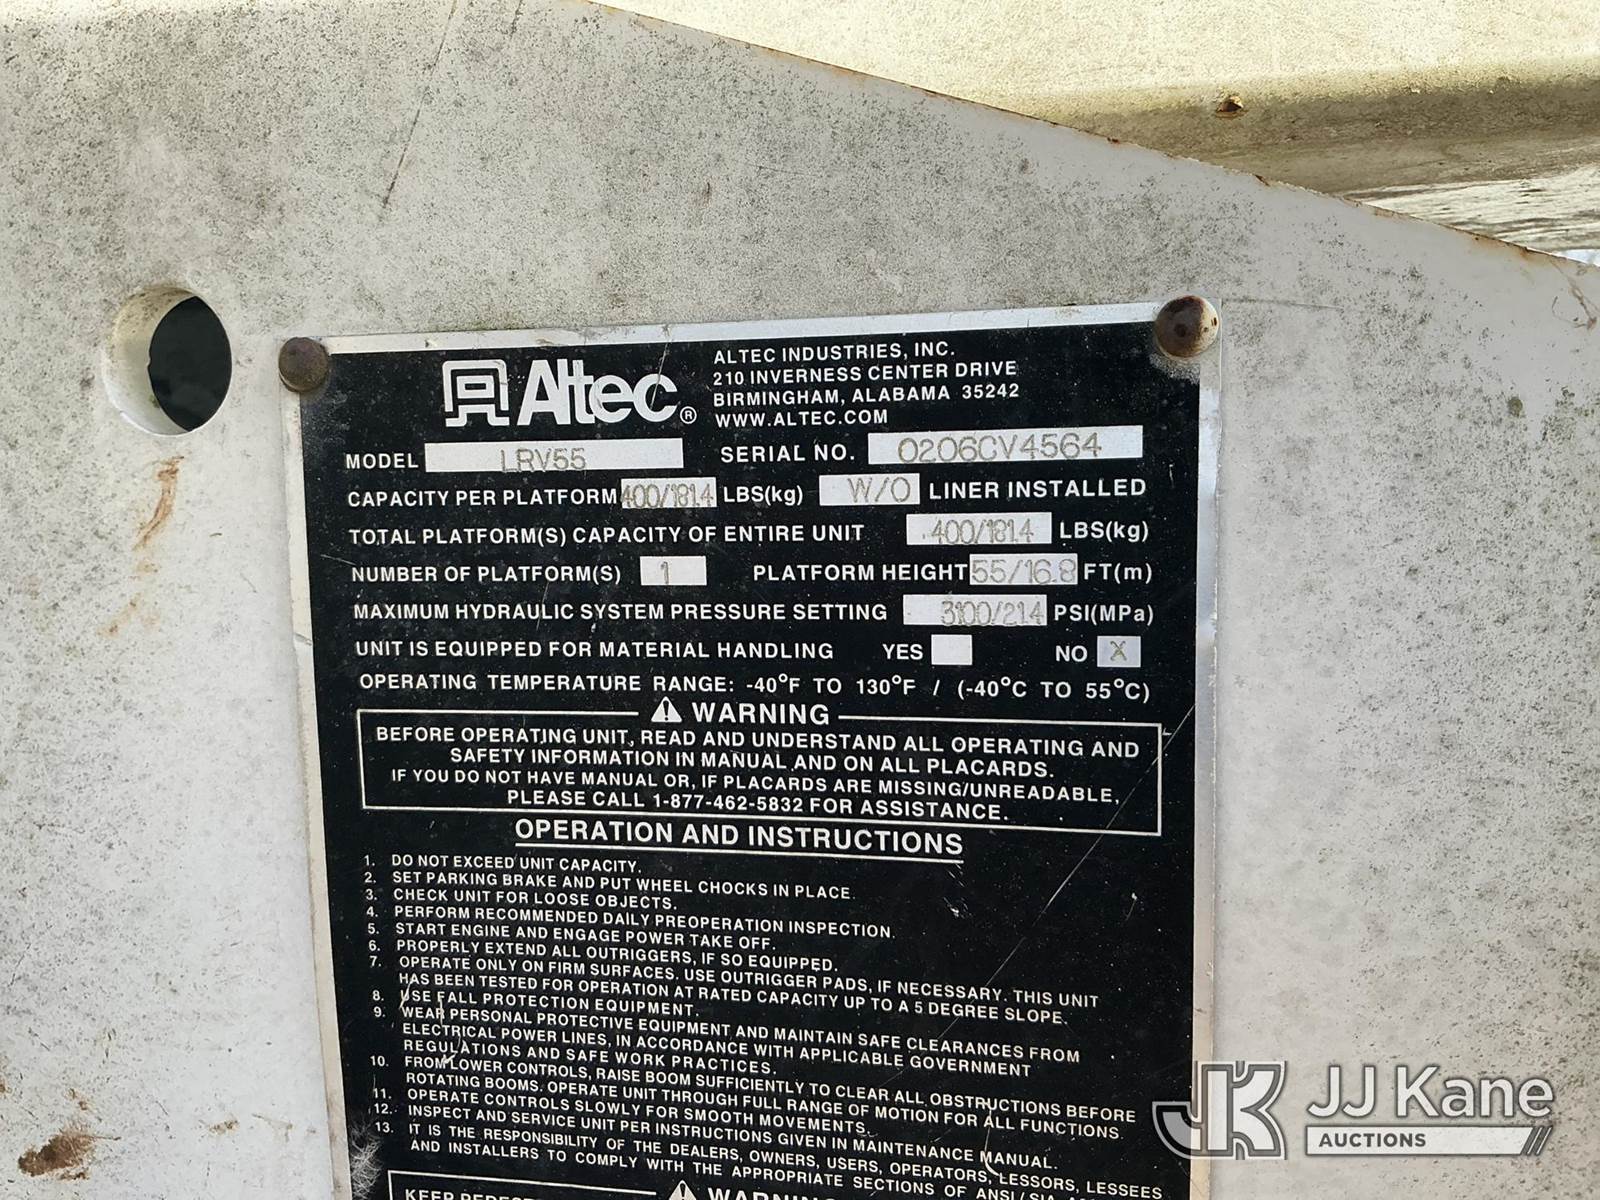 Altec®
ALTEC INDUSTRIES, INC.
210 INVERNESS CENTER DRIVE
BIRMINGHAM, ALABAMA 35242
WWW.ALTEC.COM
MODEL LRV55 SERIAL NO. 0206CV4564
CAPACITY PER PLATFORM 400/181.4 LBS(kg) W/O LINER INSTALLED
TOTAL PLATFORM(S) CAPACITY OF ENTIRE UNIT 400/181.4 LBS(kg)
NUMBER OF PLATFORM(S) 1 PLATFORM HEIGHT 55/16.8 FT(m)
MAXIMUM HYDRAULIC SYSTEM PRESSURE SETTING 3100/21.4 PSI(MPa)
UNIT IS EQUIPPED FOR MATERIAL HANDLING YES NO X
OPERATING TEMPERATURE RANGE: -40°F TO 130°F / (-40°C TO 55°C)
WARNING
BEFORE OPERATING UNIT, READ AND UNDERSTAND ALL OPERATING AND
SAFETY INFORMATION IN MANUAL AND ON ALL PLACARDS.
IF YOU DO NOT HAVE MANUAL OR, IF PLACARDS ARE MISSING/UNREADABLE,
PLEASE CALL 1-877-462-5832 FOR ASSISTANCE.
OPERATION AND INSTRUCTIONS
1. DO NOT EXCEED UNIT CAPACITY.
2. SET PARKING BRAKE AND PUT WHEEL CHOCKS IN PLACE.
3. CHECK UNIT FOR LOOSE OBJECTS.
4. PERFORM RECOMMENDED DAILY PREOPERATION INSPECTION.
5. START ENGINE AND ENGAGE POWER TAKE OFF.
6. PROPERLY EXTEND ALL OUTRIGGERS, IF SO EQUIPPED.
7. OPERATE ONLY ON FIRM SURFACES. USE OUTRIGGER PADS, IF NECESSARY. THIS UNIT
HAS BEEN TESTED FOR OPERATION AT RATED CAPACITY UP TO A 5 DEGREE SLOPE.
8. USE FALL PROTECTION EQUIPMENT.
9. WEAR PERSONAL PROTECTIVE EQUIPMENT AND MAINTAIN SAFE CLEARANCES FROM
ELECTRICAL POWER LINES, IN ACCORDANCE WITH APPLICABLE GOVERNMENT
REGULATIONS AND SAFE WORK PRACTICES.
10. FROM LOWER CONTROLS, RAISE BOOM SUFFICIENTLY TO CLEAR ALL OBSTRUCTIONS BEFORE
ROTATING BOOMS. OPERATE UNIT THROUGH FULL RANGE OF MOTION FOR ALL FUNCTIONS.
11. OPERATE CONTROLS SLOWLY FOR SMOOTH MOVEMENTS.
12. INSPECT AND SERVICE UNIT PER INSTRUCTIONS GIVEN IN MAINTENANCE MANUAL.
13. IT IS THE RESPONSIBILITY OF THE DEALERS, OWNERS, USERS, OPERATORS, LESSORS, LESSEES
AND INSTALLERS TO COMPLY WITH THE APPROPRIATE SECTIONS OF ANSI/SIA
WARNING
KEEP
JK JJ Kane
AUCTIONS